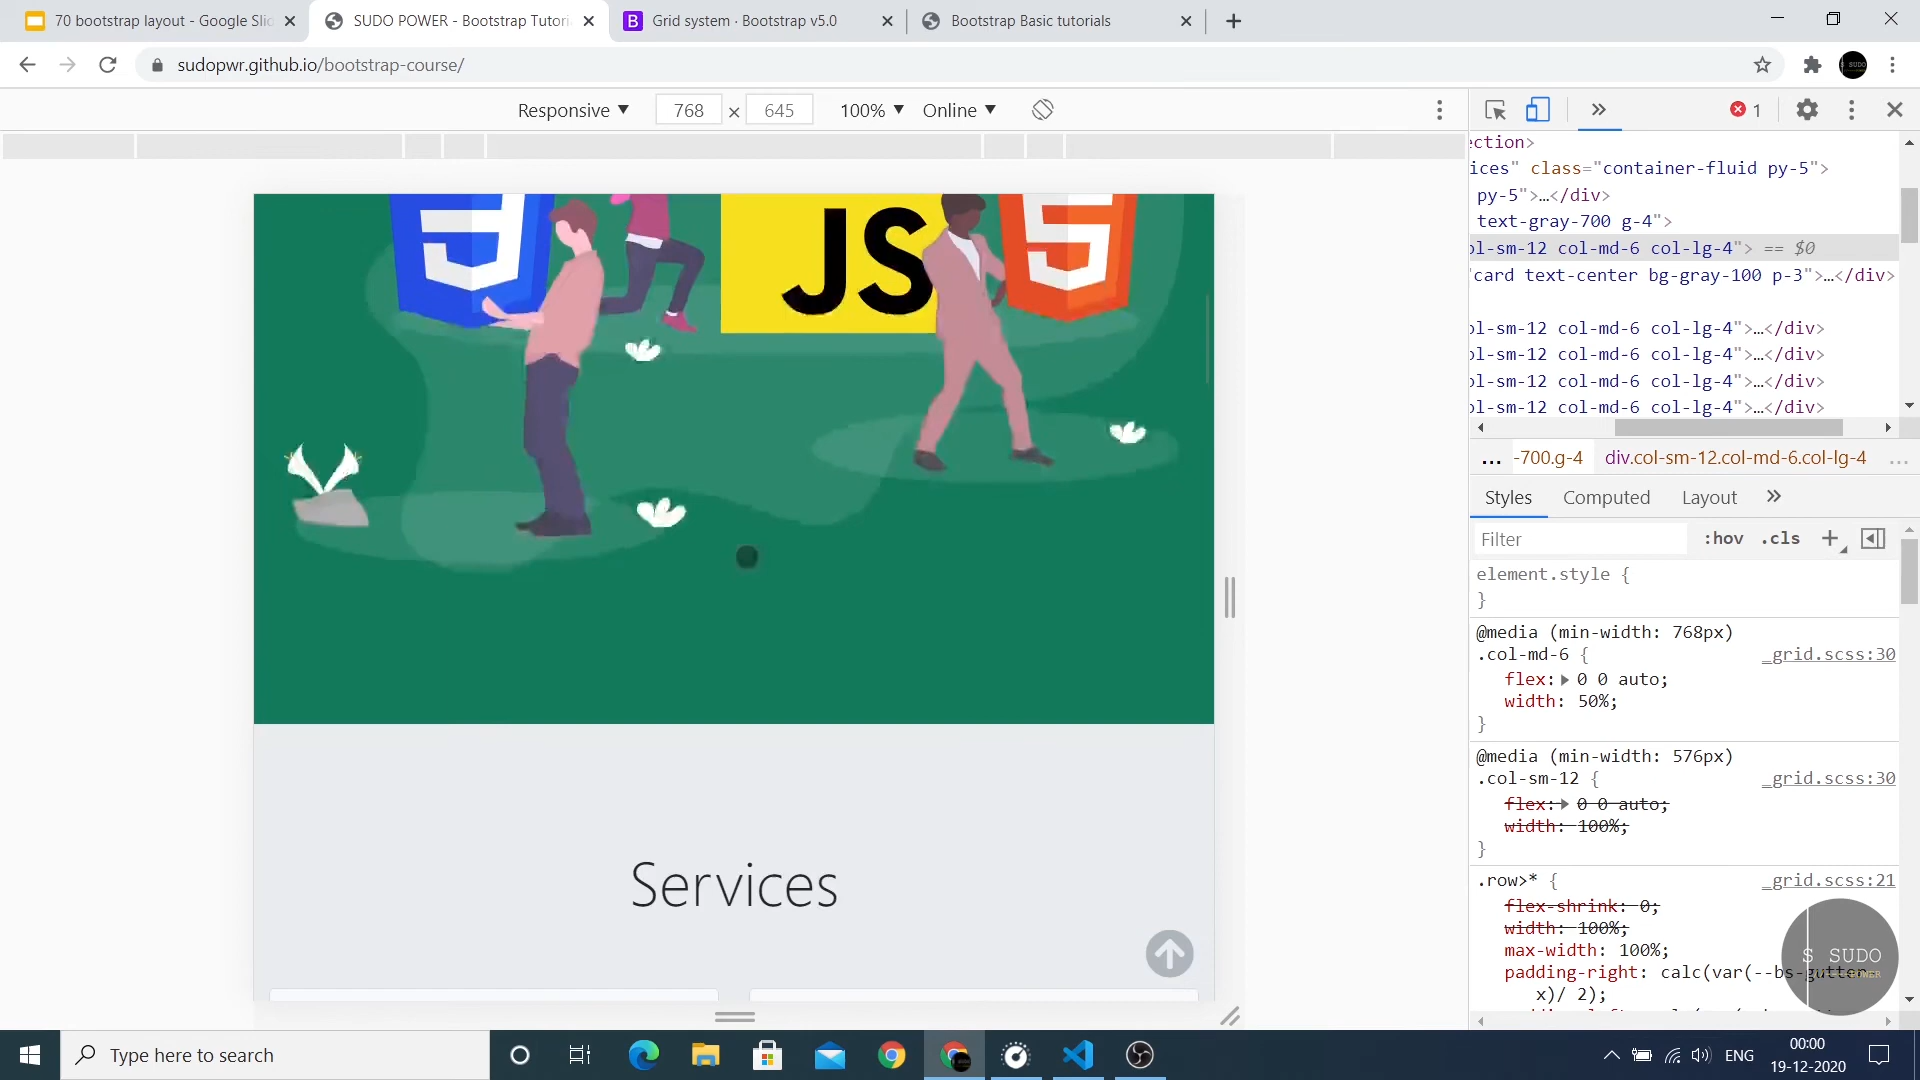 70 bootstrap layout - Google Slid
SUDO POWER - Bootstrap Tutori
Grid system · Bootstrap v5.0
Bootstrap Basic tutorials
sudopwr.github.io/bootstrap-course/
Responsive ▼ 768 × 645 100% ▼ Online ▼
1
ection>
ices" class="container-fluid py-5">
py-5">…</div>
text-gray-700 g-4">
ol-sm-12 col-md-6 col-lg-4"> == $0
"card text-center bg-gray-100 p-3">…</div>
ol-sm-12 col-md-6 col-lg-4">…</div>
ol-sm-12 col-md-6 col-lg-4">…</div>
ol-sm-12 col-md-6 col-lg-4">…</div>
ol-sm-12 col-md-6 col-lg-4">…</div>
… -700.g-4 div.col-sm-12.col-md-6.col-lg-4 …
Styles Computed Layout
Filter :hov .cls
element.style {
}
@media (min-width: 768px)
.col-md-6 { _grid.scss:30
flex: 0 0 auto;
width: 50%;
}
@media (min-width: 576px)
.col-sm-12 { _grid.scss:30
flex: 0 0 auto;
width: 100%;
}
.row>* { _grid.scss:21
flex-shrink: 0;
width: 100%;
max-width: 100%;
padding-right: calc(var(--bs-gutter-
x)/ 2);
JS
Services
S SUDO
POWER
Type here to search
ENG
00:00
19-12-2020